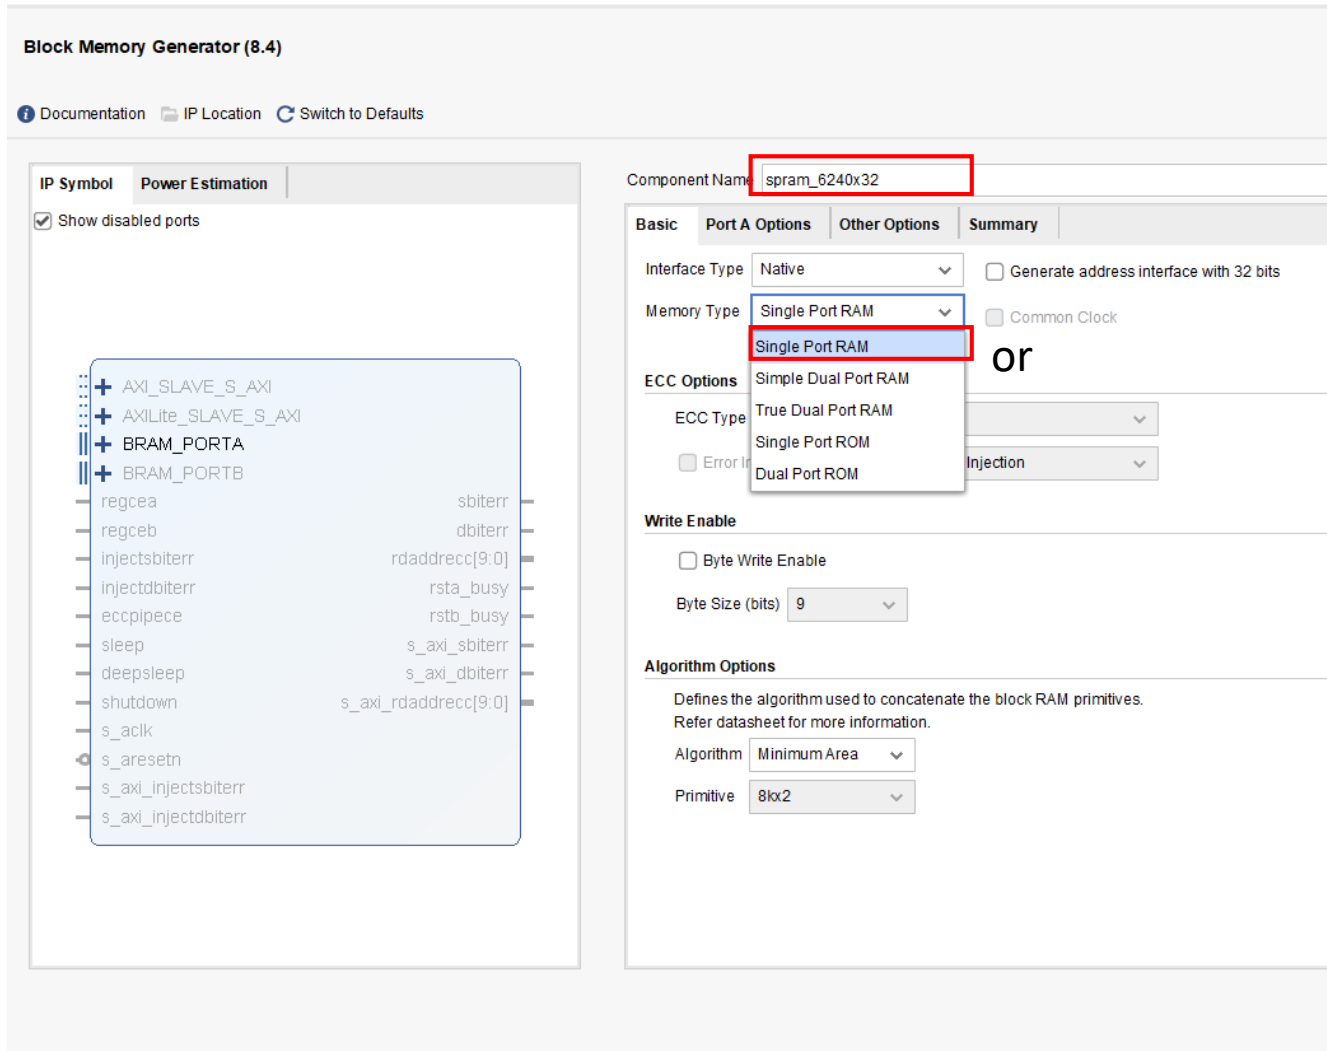 Block Memory Generator (8.4)
Documentation IP Location Switch to Defaults
IP Symbol Power Estimation
Show disabled ports
AXI_SLAVE_S_AXI
AXILite_SLAVE_S_AXI
BRAM_PORTA
BRAM_PORTB
regcea sbiterr
regceb dbiterr
injectsbiterr rdaddrecc[9:0]
injectdbiterr rsta_busy
eccpipece rstb_busy
sleep s_axi_sbiterr
deepsleep s_axi_dbiterr
shutdown s_axi_rdaddrecc[9:0]
s_aclk
s_aresetn
s_axi_injectsbiterr
s_axi_injectdbiterr
Component Name spram_6240x32
Basic Port A Options Other Options Summary
Interface Type Native Generate address interface with 32 bits
Memory Type Single Port RAM Common Clock
Single Port RAM or
Simple Dual Port RAM
True Dual Port RAM
Single Port ROM
Dual Port ROM
ECC Options
ECC Type
Error Injection
Write Enable
Byte Write Enable
Byte Size (bits) 9
Algorithm Options
Defines the algorithm used to concatenate the block RAM primitives.
Refer datasheet for more information.
Algorithm Minimum Area
Primitive 8kx2